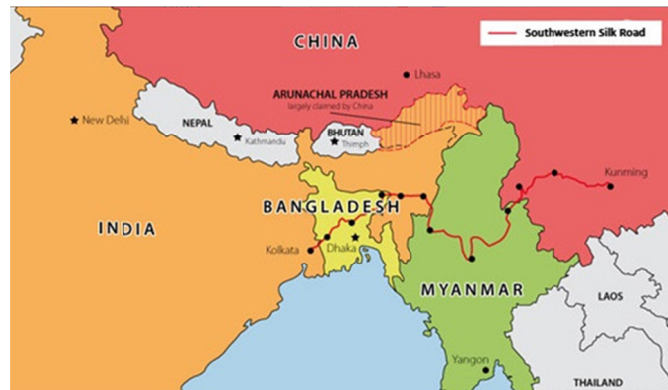 CHINA
Southwestern Silk Road
Lhasa
ARUNACHAL PRADESH
largely claimed by China
New Delhi
NEPAL
Kathmandu
BHUTAN
Thimph
Kunming
BANGLADESH
INDIA
Kolkata
Dhaka
MYANMAR
LAOS
Yangon
THAILAND